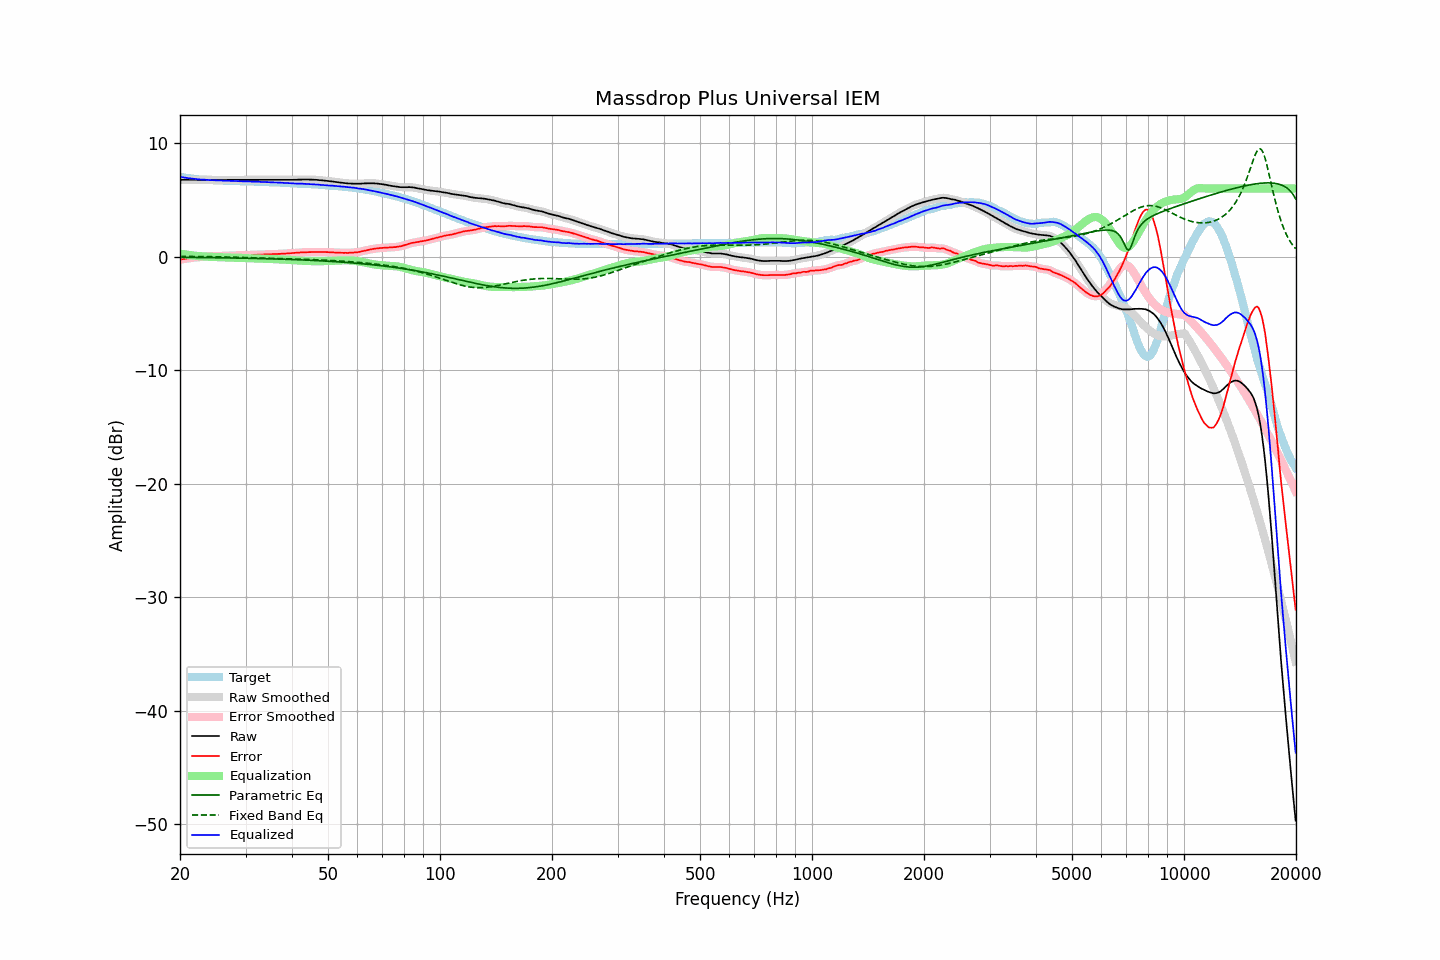 Massdrop Plus Universal IEM
10
0
−10
−20
−30
−40
−50
Amplitude (dBr)
Target
Raw Smoothed
Error Smoothed
Raw
Error
Equalization
Parametric Eq
Fixed Band Eq
Equalized
20 50 100 200 500 1000 2000 5000 10000 20000
Frequency (Hz)